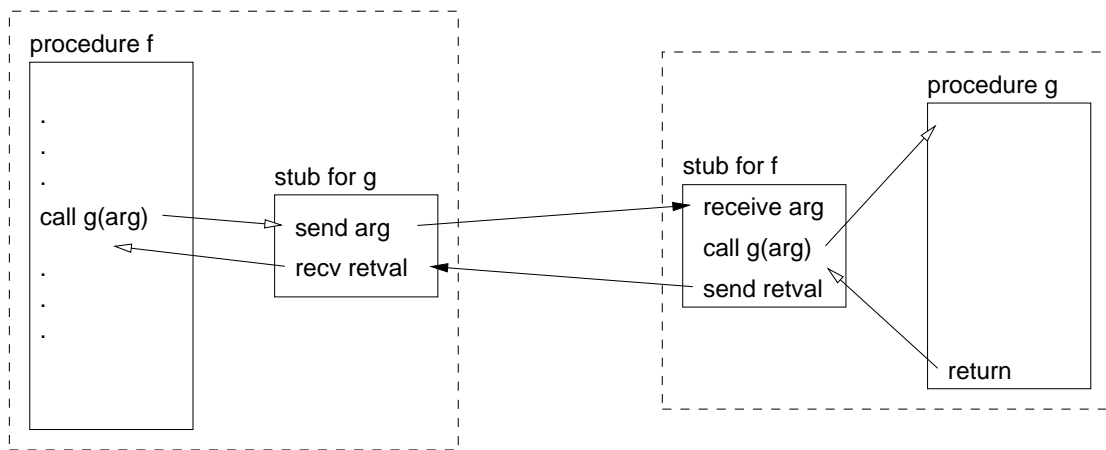 procedure f
.
.
.
call g(arg)
.
.
.
stub for g
send arg
recv retval
stub for f
receive arg
call g(arg)
send retval
procedure g
return